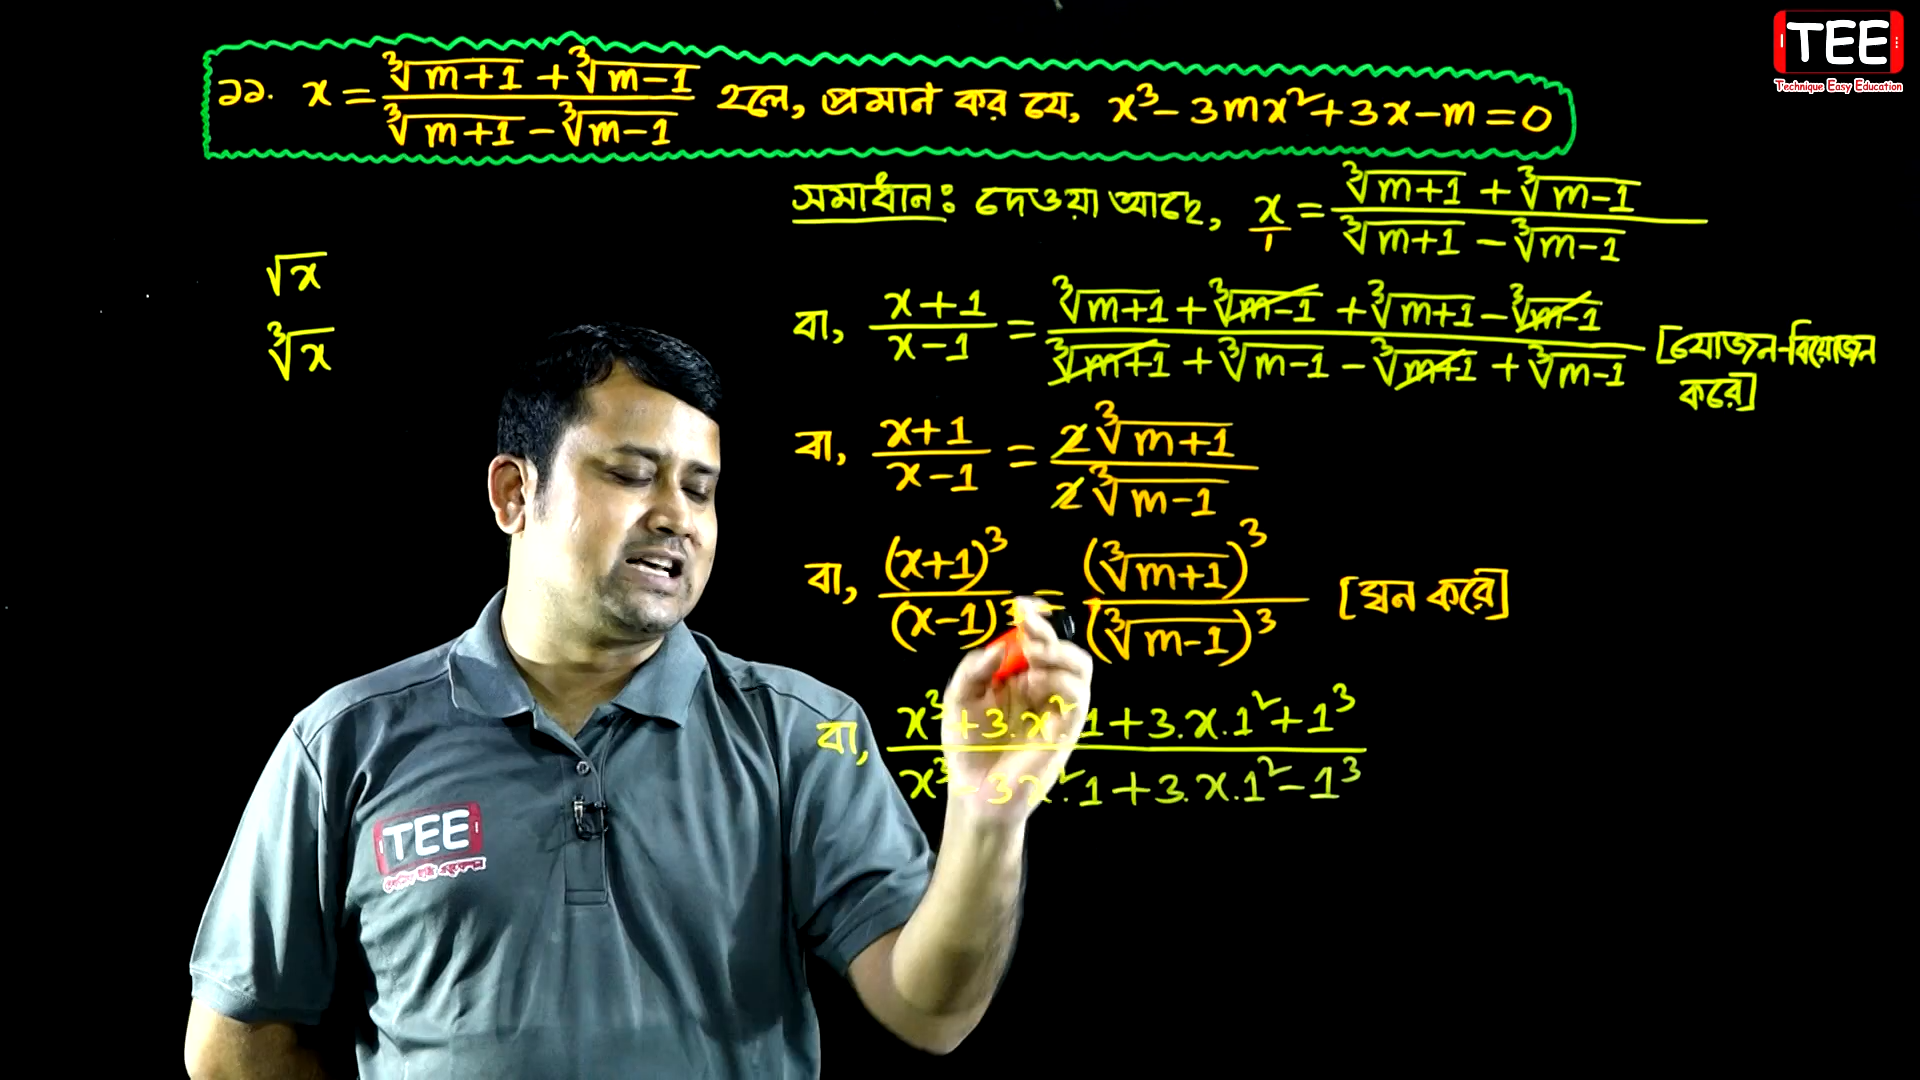 TEE
Technique Easy Education
১১. x = (∛(m+1) + ∛(m-1)) / (∛(m+1) - ∛(m-1)) হলে, প্রমাণ কর যে, x³ - 3mx² + 3x - m = 0
সমাধান: দেওয়া আছে, x/1 = (∛(m+1) + ∛(m-1)) / (∛(m+1) - ∛(m-1))
√x
∛x
বা, (x+1)/(x-1) = (∛(m+1) + ∛(m-1) + ∛(m+1) - ∛(m-1)) / (∛(m+1) + ∛(m-1) - ∛(m+1) + ∛(m-1)) [যোজন-বিয়োজন
করে]
বা, (x+1)/(x-1) = 2∛(m+1) / 2∛(m-1)
বা, (x+1)³/(x-1)³ = (∛(m+1))³ / (∛(m-1))³ [ঘন করে]
বা, (x³ + 3.x².1 + 3.x.1² + 1³) / (x³ - 3.x².1 + 3.x.1² - 1³)
TEE